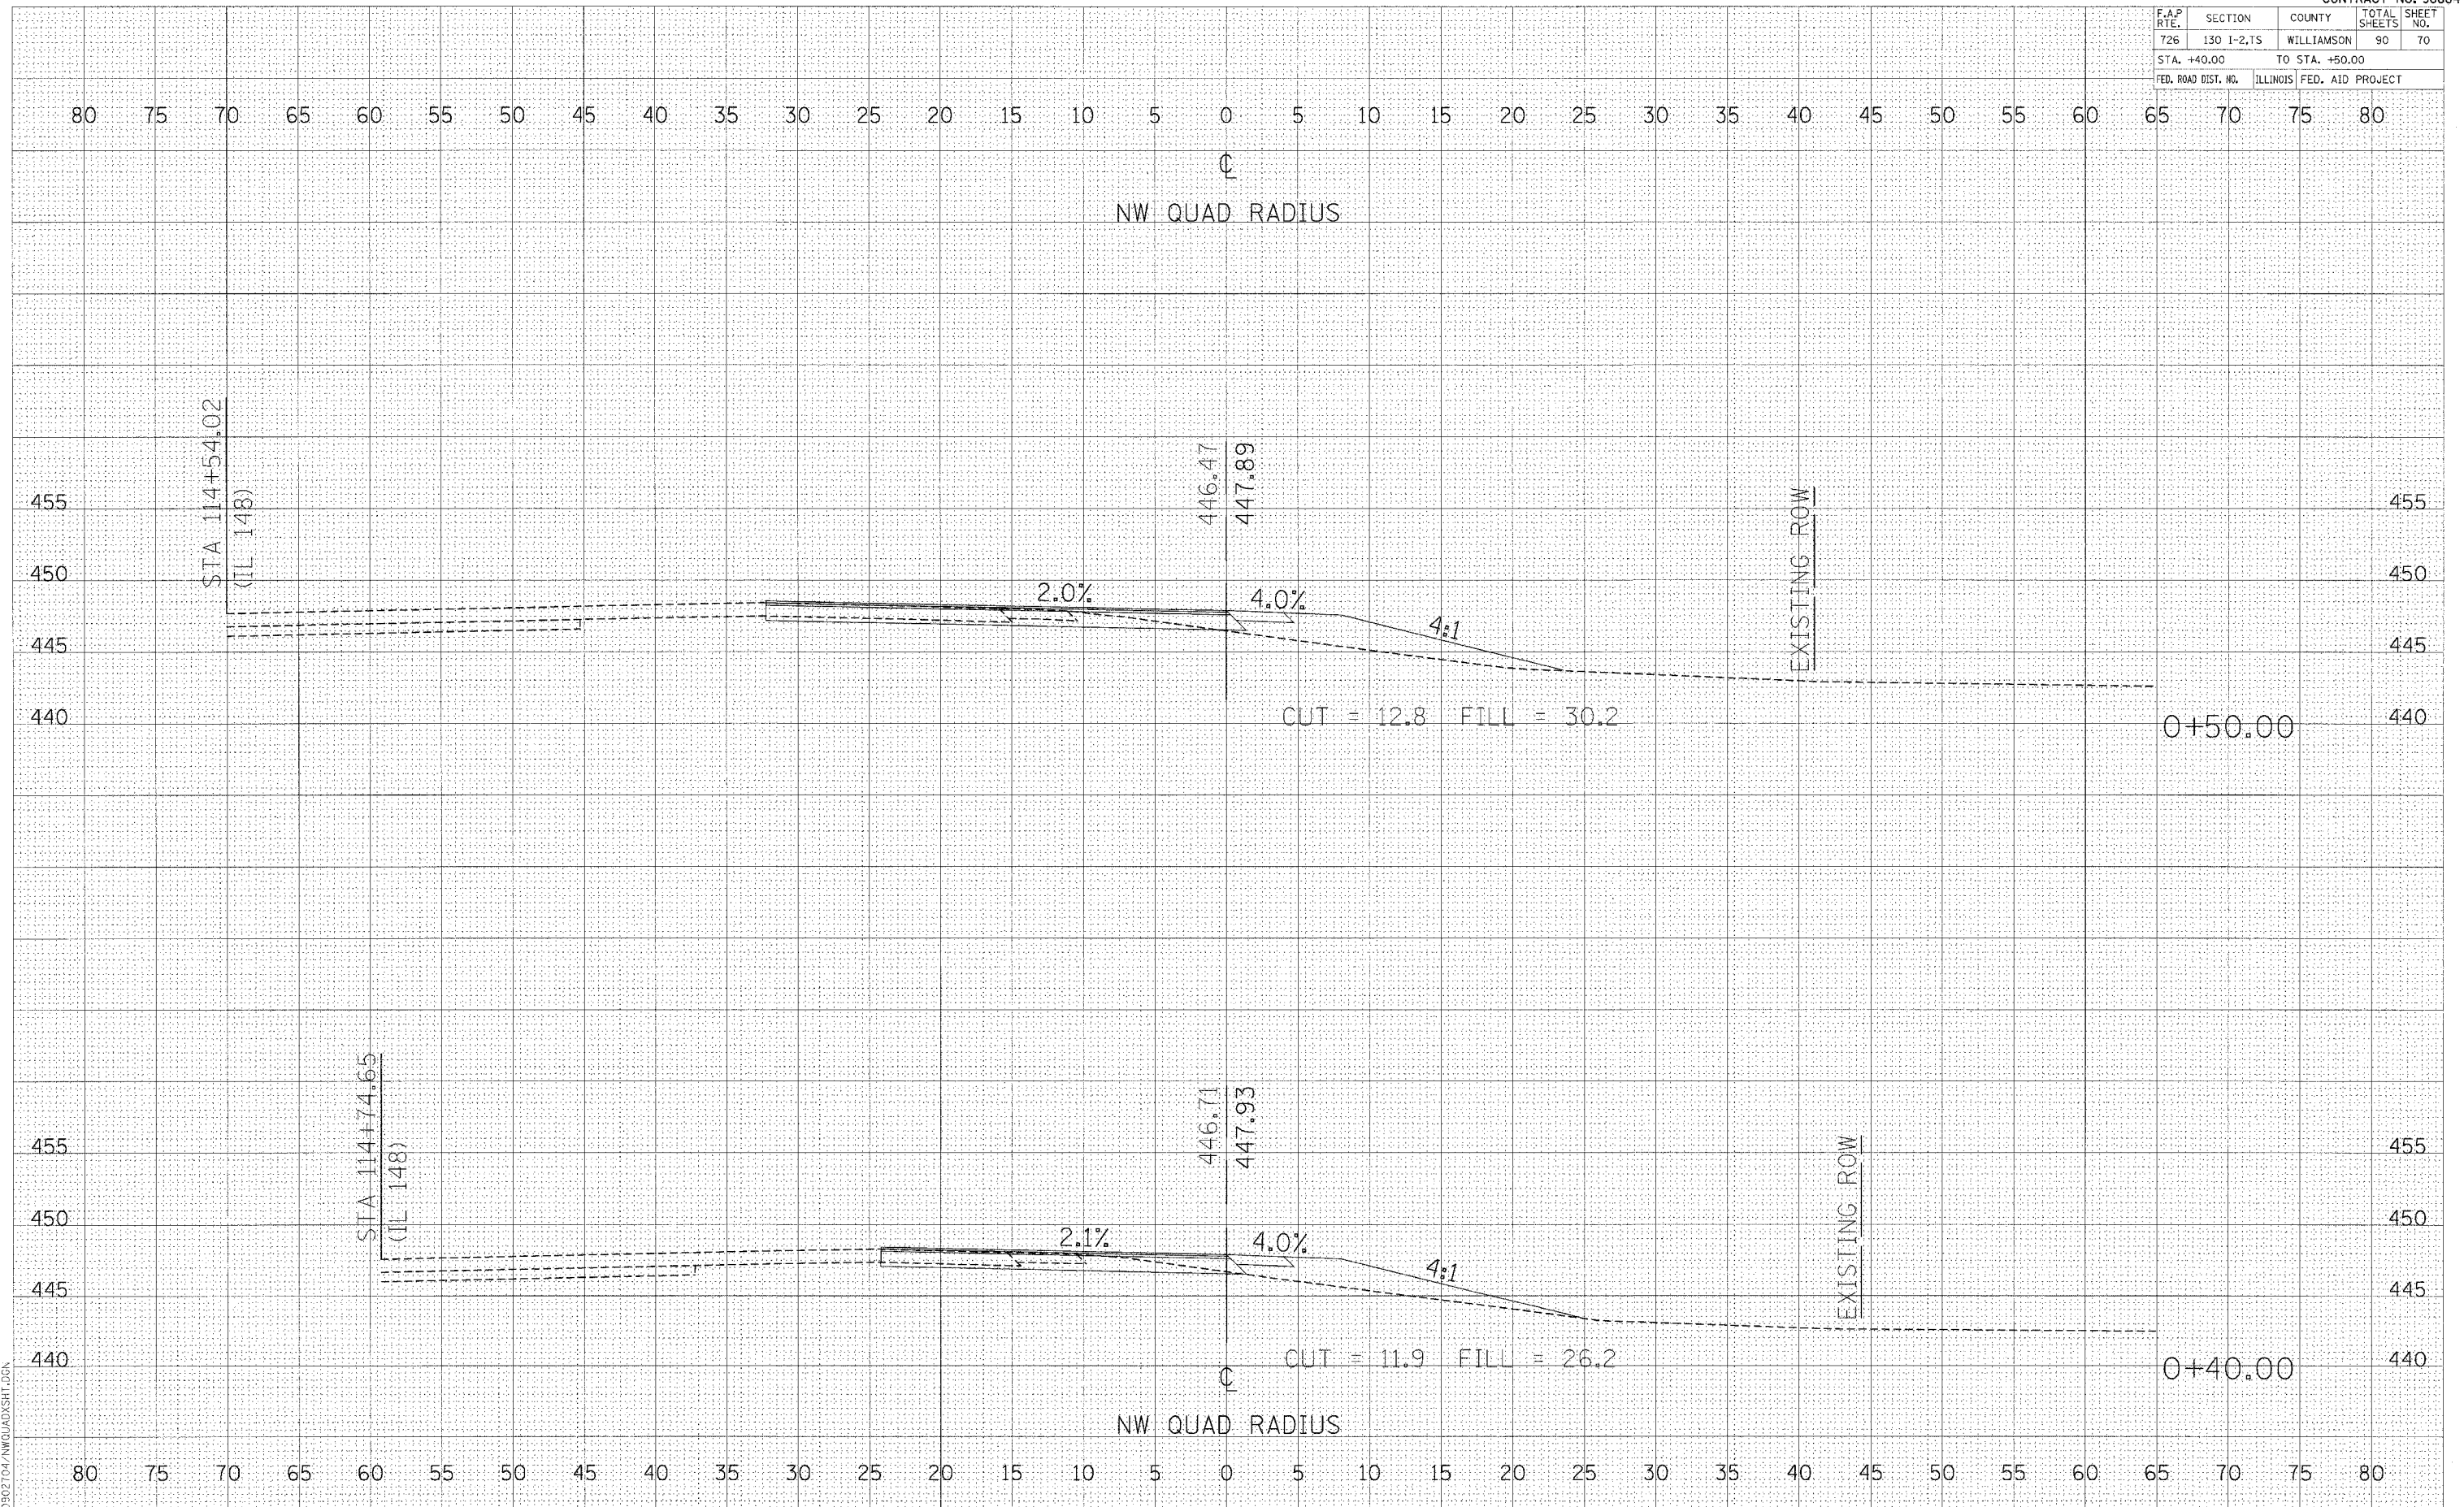 F.A.P RTE. SECTION COUNTY TOTAL SHEETS SHEET NO.
726 130 I-2,TS WILLIAMSON 90 70
STA. +40.00 TO STA. +50.00
FED. ROAD DIST. NO. ILLINOIS FED. AID PROJECT
80 75 70 65 60 55 50 45 40 35 30 25 20 15 10 5 0 5 10 15 20 25 30 35 40 45 50 55 60 65 70 75 80
℄
NW QUAD RADIUS
STA 114+54.02
(IL 148)
446.47
447.89
EXISTING ROW
455 455
450 450
2.0% 4.0%
4:1
445 445
440 440
CUT = 12.8 FILL = 30.2
0+50.00
STA 114+74.65
(IL 148)
446.71
447.93
EXISTING ROW
455 455
450 450
2.1% 4.0%
4:1
445 445
440 440
CUT = 11.9 FILL = 26.2
0+40.00
℄
NW QUAD RADIUS
80 75 70 65 60 55 50 45 40 35 30 25 20 15 10 5 0 5 10 15 20 25 30 35 40 45 50 55 60 65 70 75 80